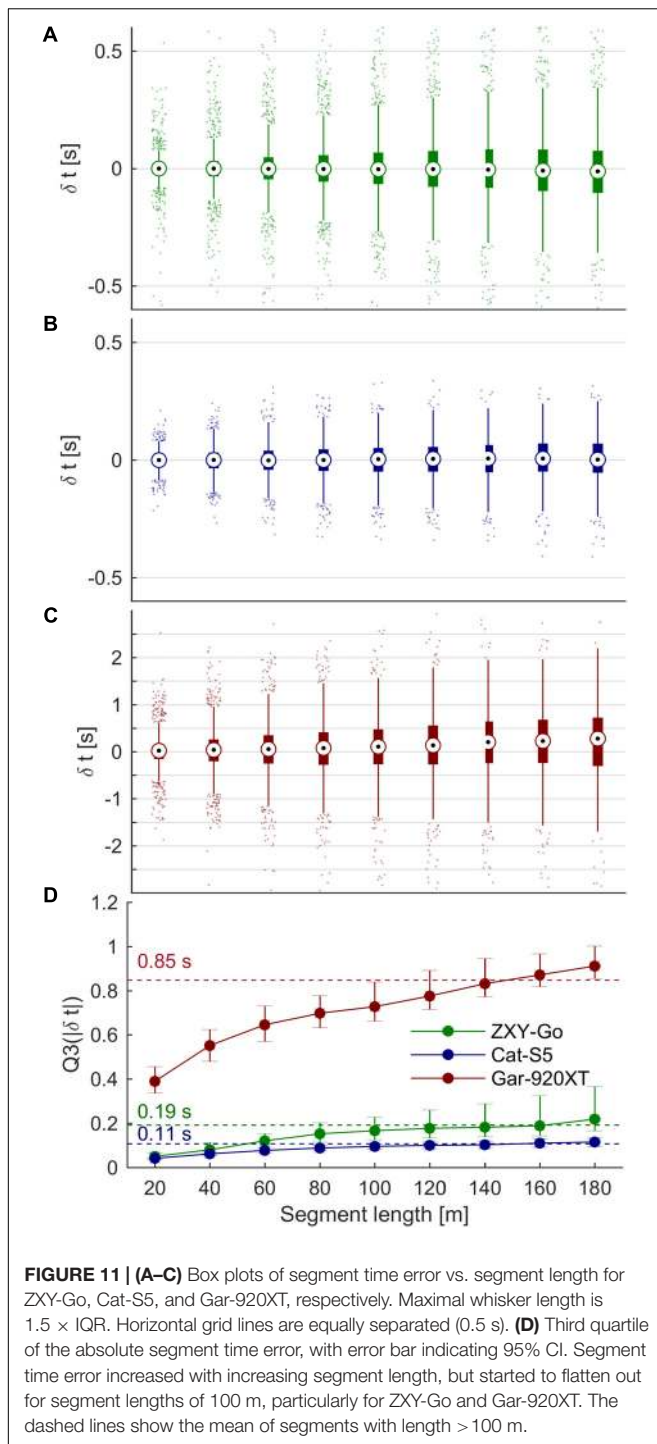 A
0.5
0
-0.5
δ t [s]
B
0.5
0
-0.5
δ t [s]
C
2
1
0
-1
-2
δ t [s]
D
1.2
1
0.8
0.6
0.4
0.2
0
Q3(|δ t|)
0.85 s
0.19 s
0.11 s
ZXY-Go
Cat-S5
Gar-920XT
20 40 60 80 100 120 140 160 180
Segment length [m]
FIGURE 11 | (A–C) Box plots of segment time error vs. segment length for
ZXY-Go, Cat-S5, and Gar-920XT, respectively. Maximal whisker length is
1.5 × IQR. Horizontal grid lines are equally separated (0.5 s). (D) Third quartile
of the absolute segment time error, with error bar indicating 95% CI. Segment
time error increased with increasing segment length, but started to flatten out
for segment lengths of 100 m, particularly for ZXY-Go and Gar-920XT. The
dashed lines show the mean of segments with length >100 m.